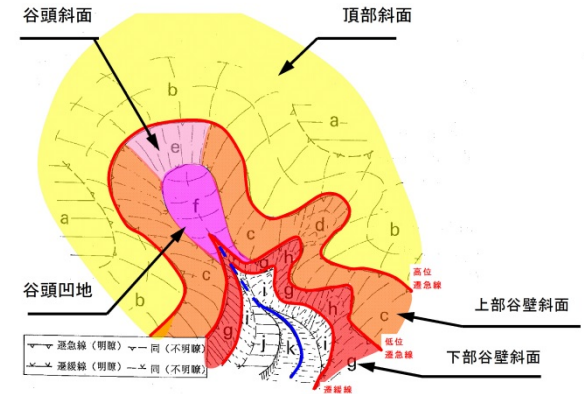 谷頭斜面
頂部斜面
b
a
e
f
a
b
c
d
c
b
g
h
g
i
h
高位
遷急線
c
上部谷壁斜面
谷頭凹地
g
i
j
k
i
g
低位
遷急線
下部谷壁斜面
遷緩線
遷急線（明瞭） 同（不明瞭）
遷緩線（明瞭） 同（不明瞭）